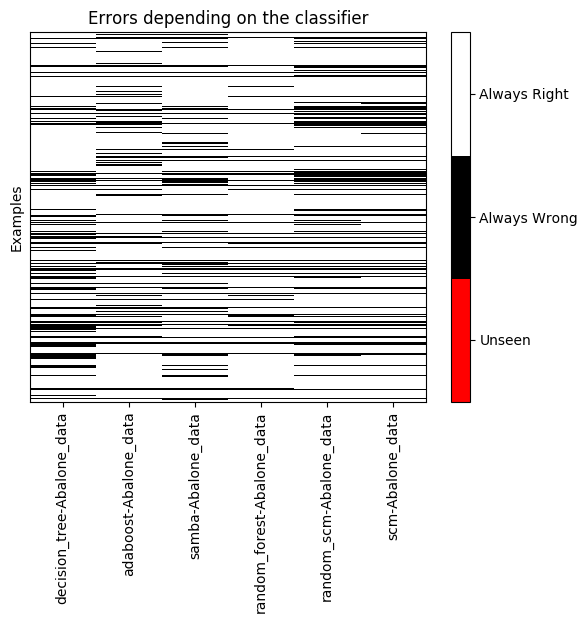 Errors depending on the classifier
Examples
Always Right
Always Wrong
Unseen
decision_tree-Abalone_data
adaboost-Abalone_data
samba-Abalone_data
random_forest-Abalone_data
random_scm-Abalone_data
scm-Abalone_data